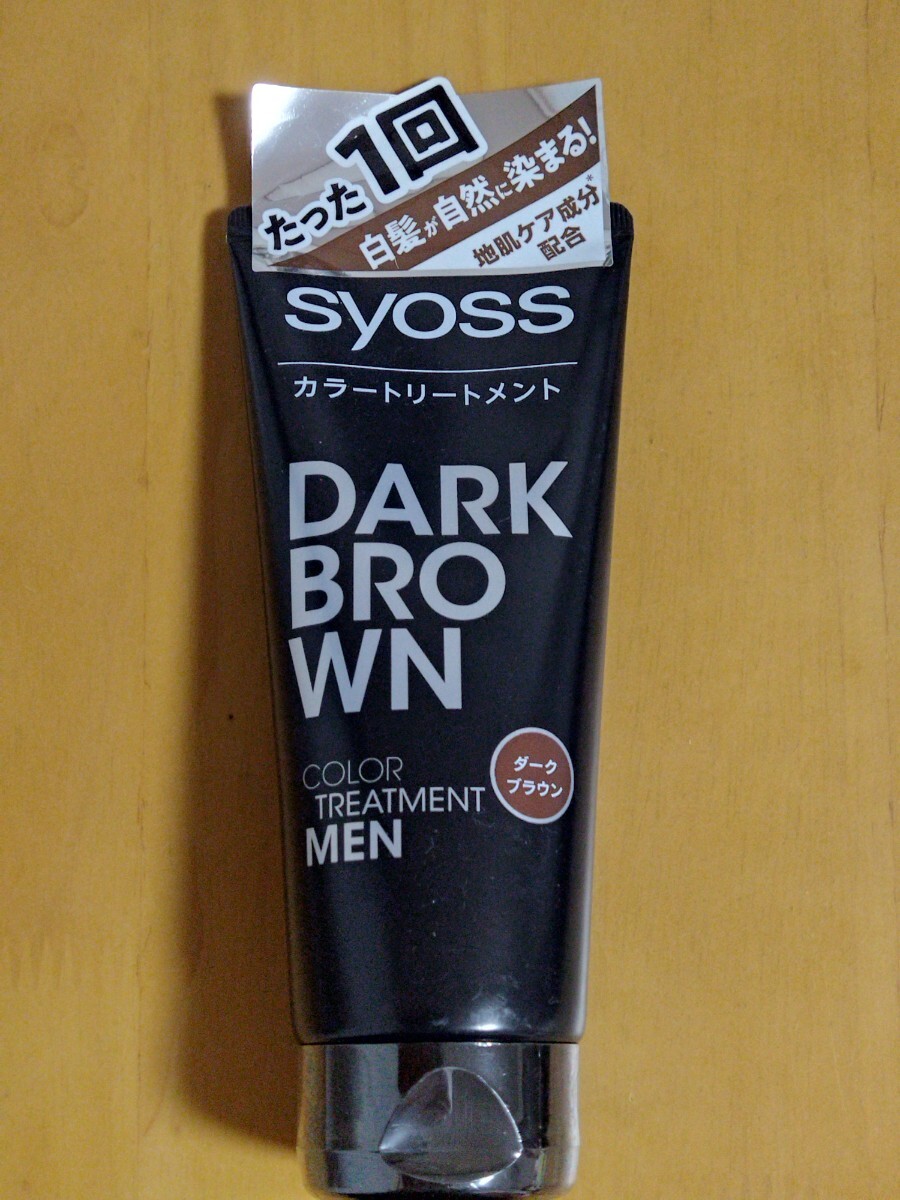 たった1回
白髪が自然に染まる!
地肌ケア成分*
配合
syoss
カラートリートメント
DARK
BRO
WN
COLOR
TREATMENT
MEN
ダーク
ブラウン